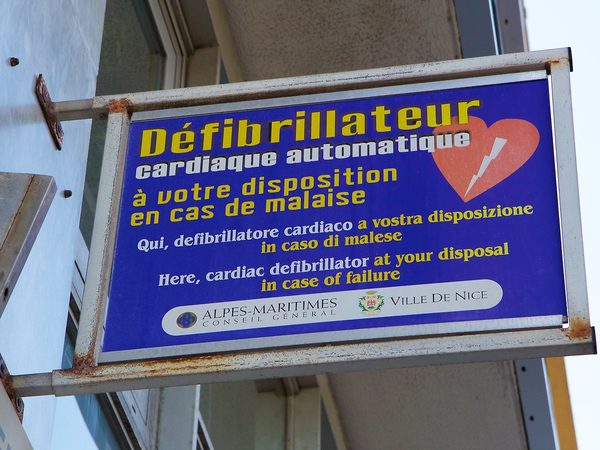 Défibrillateur
cardiaque automatique
à votre disposition
en cas de malaise
Qui, defibrillatore cardiaco a vostra disposizione
in caso di malese
Here, cardiac defibrillator at your disposal
in case of failure
ALPES-MARITIMES
CONSEIL GÉNÉRAL
VILLE DE NICE